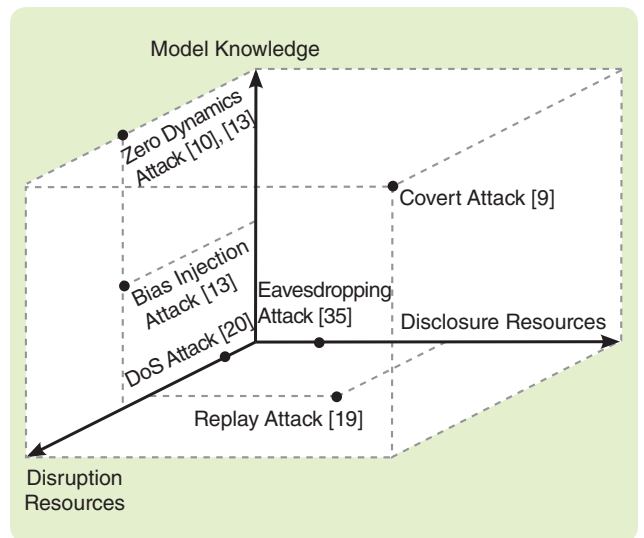 Model Knowledge
Zero Dynamics
Attack [10], [13]
Covert Attack [9]
Bias Injection
Attack [13]
Eavesdropping
Attack [35]
Disclosure Resources
DoS Attack [20]
Replay Attack [19]
Disruption
Resources